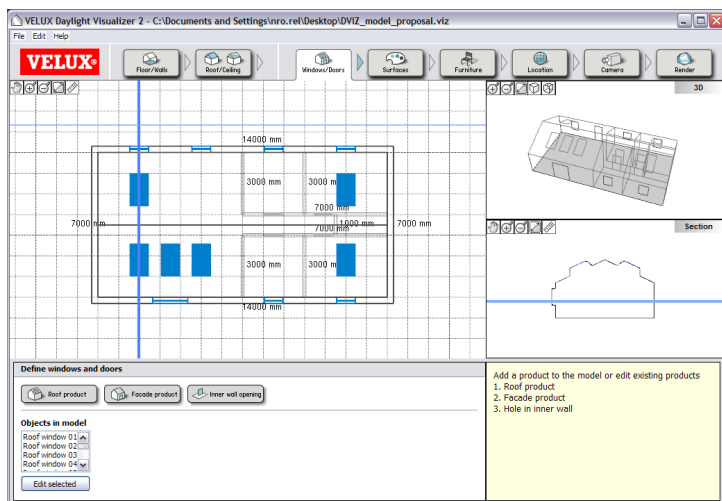 VELUX Daylight Visualizer 2 - C:\Documents and Settings\nro.rel\Desktop\DVIZ_model_proposal.viz
File Edit Help
VELUX®
Floor/Walls
Roof/Ceiling
Windows/Doors
Surfaces
Furniture
Location
Camera
Render
3D
14000 mm
3000 mm
3000 m
7000 mm
7000 mm
1000 mm
7000 mm
7000 mm
3000 mm
3000 m
14000 mm
Section
Define windows and doors
Roof product
Facade product
Inner wall opening
Objects in model
Roof window 01
Roof window 02
Roof window 03
Roof window 04
Edit selected
Add a product to the model or edit existing products
1. Roof product
2. Facade product
3. Hole in inner wall